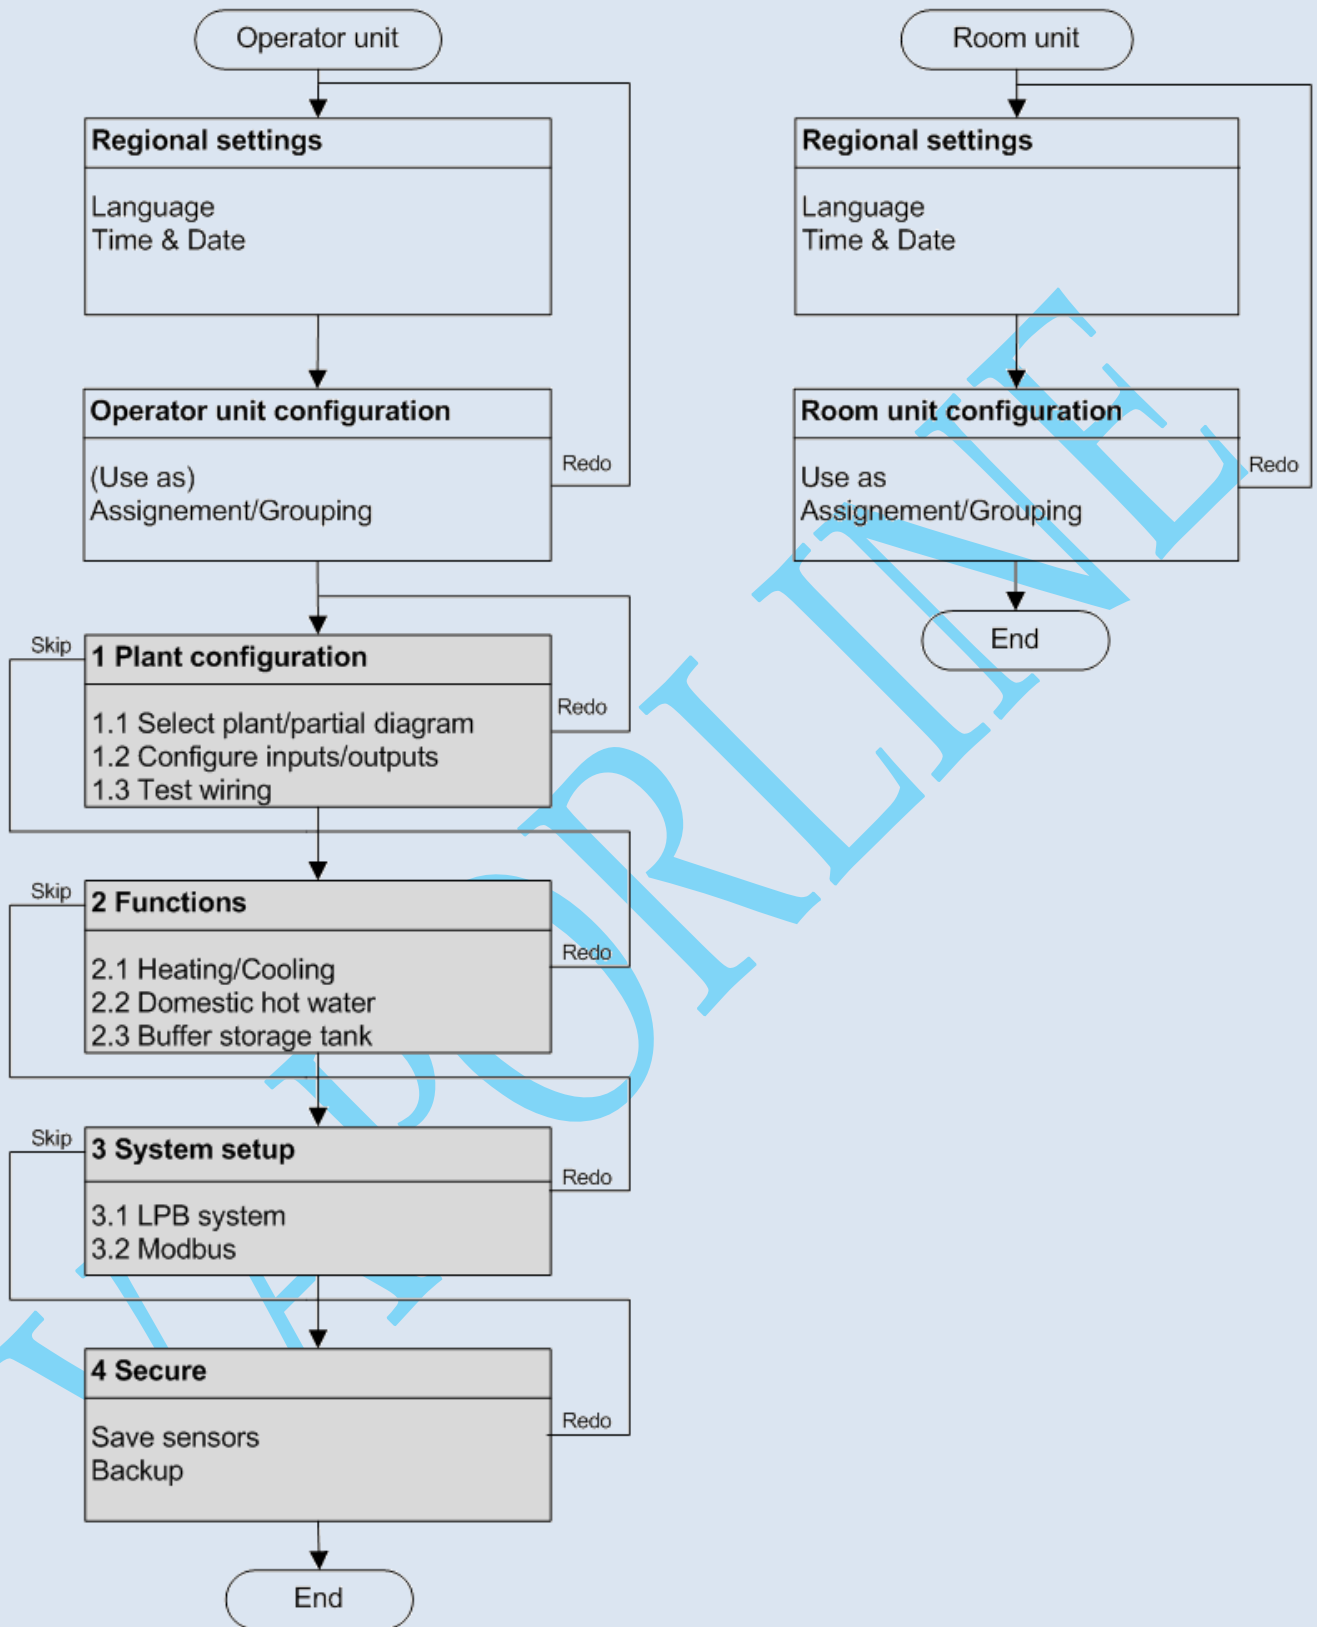 Operator unit
Regional settings
Language
Time & Date
Operator unit configuration
(Use as)
Assignement/Grouping
Redo
Skip
1 Plant configuration
1.1 Select plant/partial diagram
1.2 Configure inputs/outputs
1.3 Test wiring
Redo
Skip
2 Functions
2.1 Heating/Cooling
2.2 Domestic hot water
2.3 Buffer storage tank
Redo
Skip
3 System setup
3.1 LPB system
3.2 Modbus
Redo
4 Secure
Save sensors
Backup
Redo
End
Room unit
Regional settings
Language
Time & Date
Room unit configuration
Use as
Assignement/Grouping
Redo
End
VAPORLINE